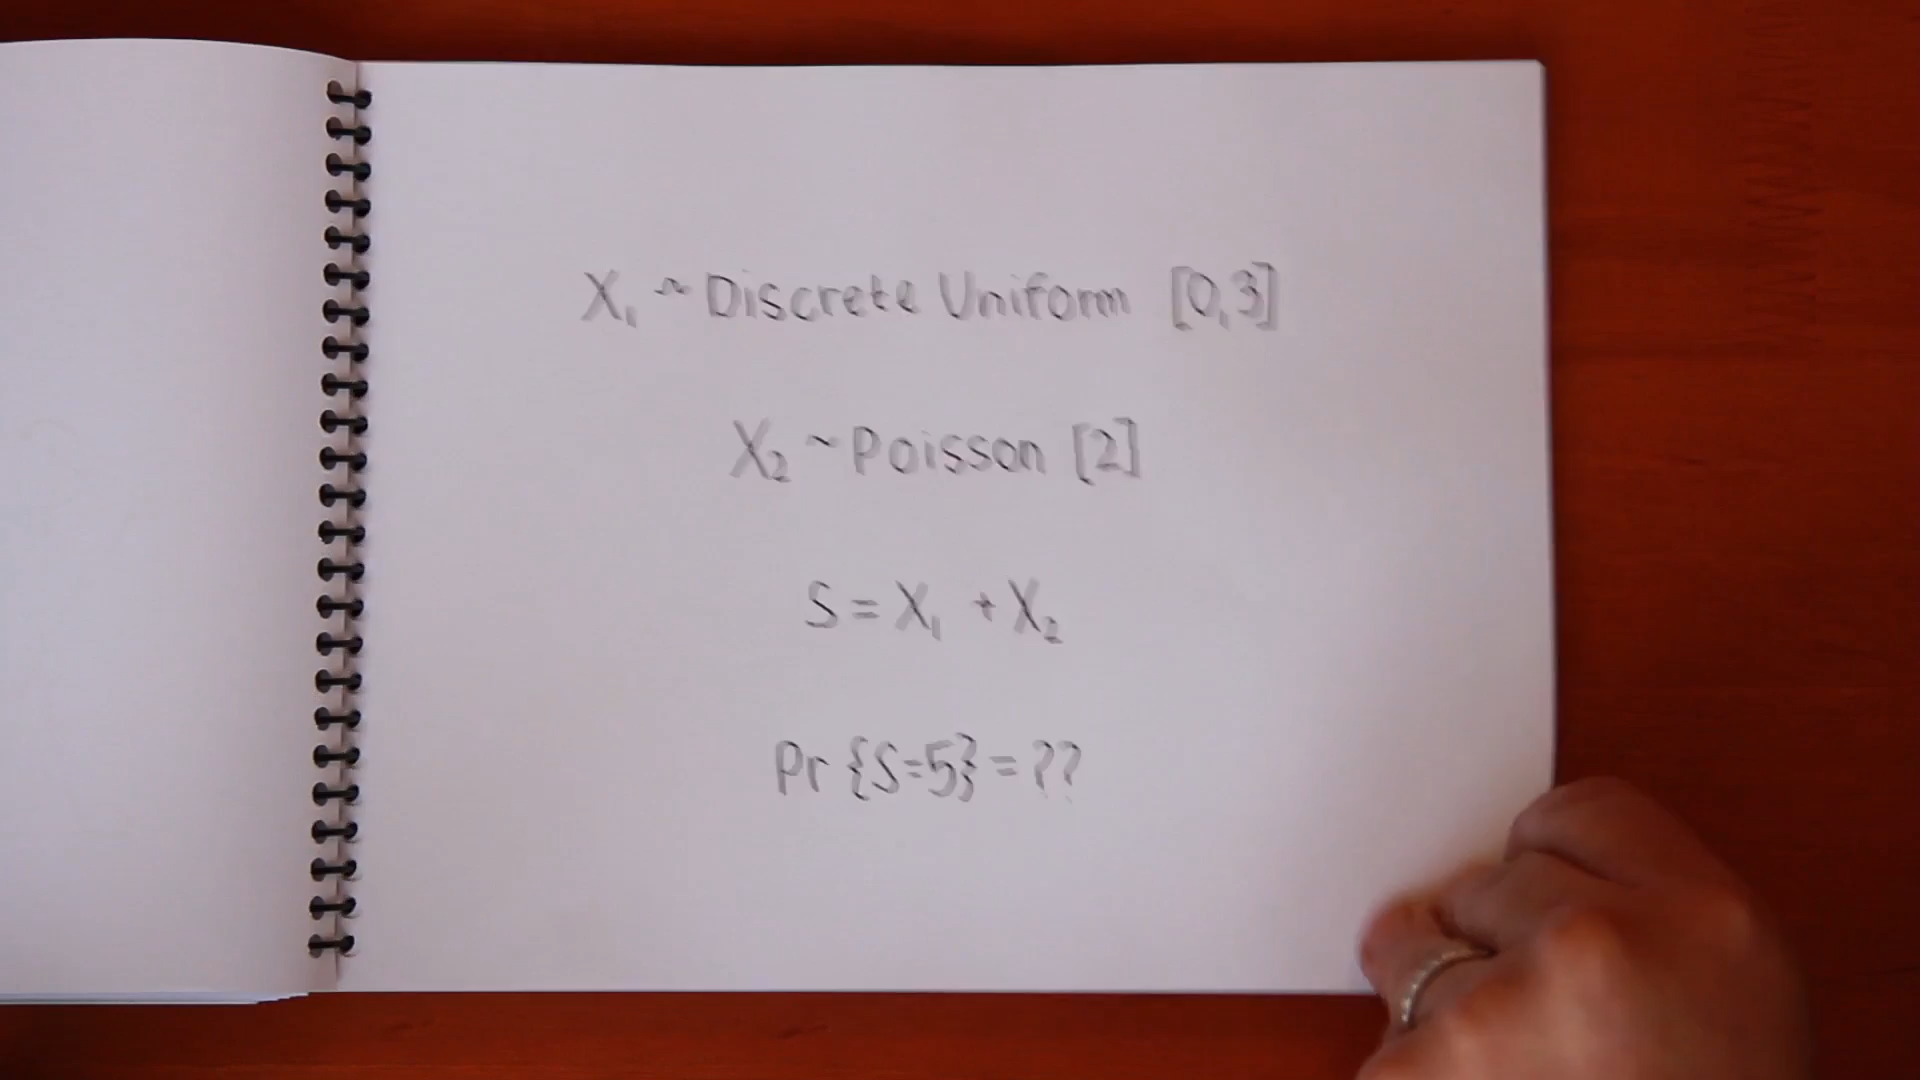 X₁ ~ Discrete Uniform [0,3]
X₂ ~ Poisson [2]
S = X₁ + X₂
Pr {S=5} = ??